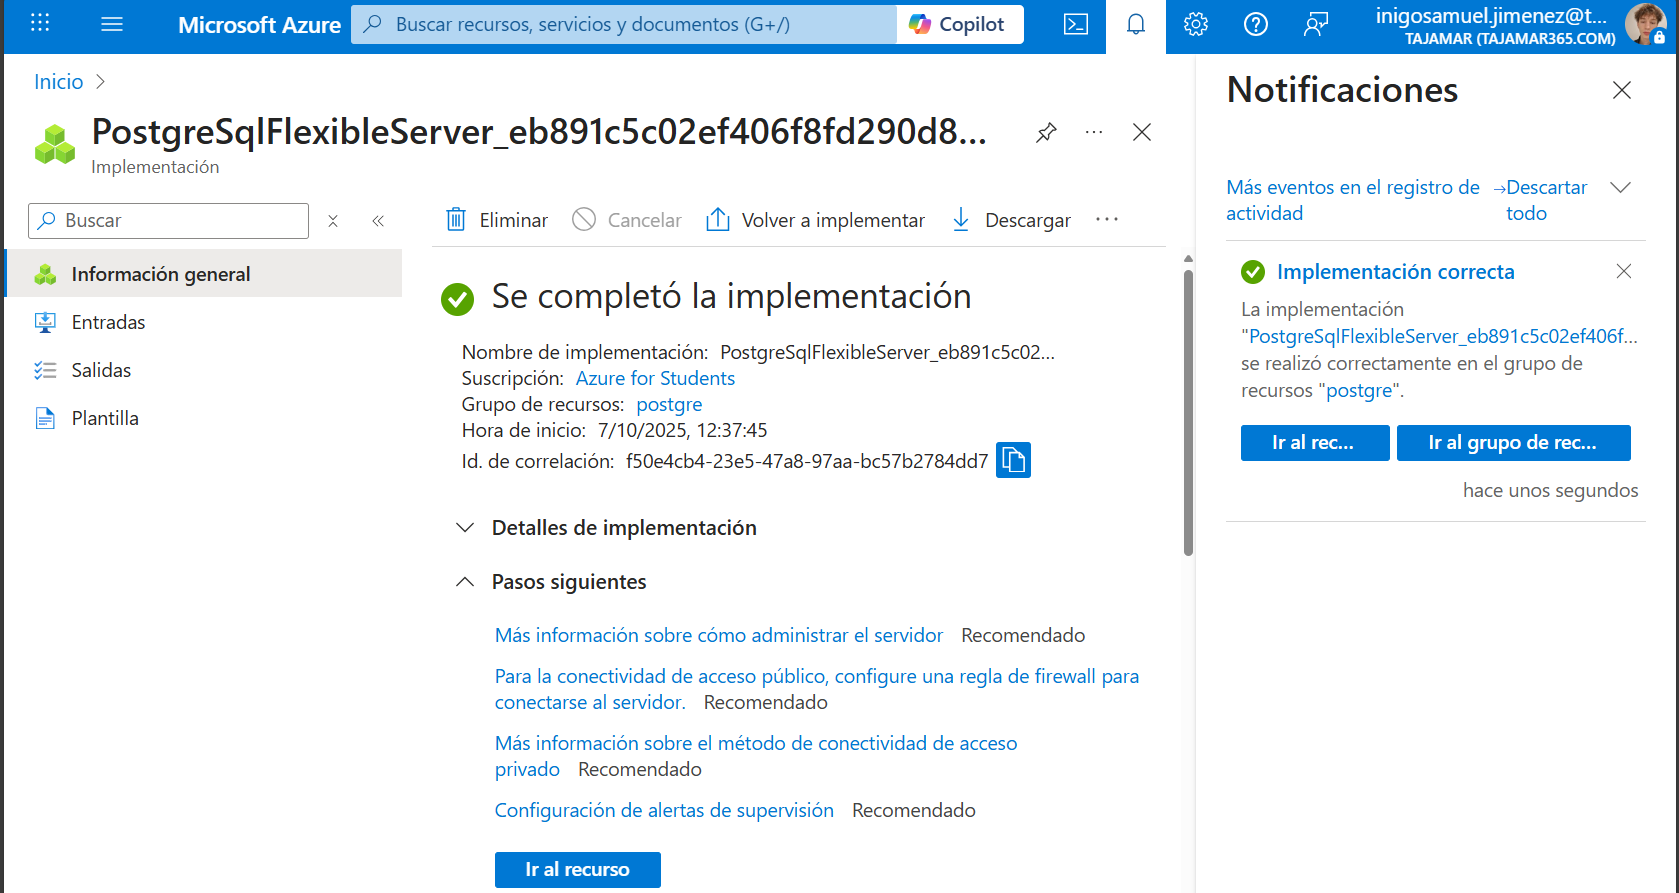 Microsoft Azure
Buscar recursos, servicios y documentos (G+/)
Copilot
inigosamuel.jimenez@t...
TAJAMAR (TAJAMAR365.COM)
Inicio
PostgreSqlFlexibleServer_eb891c5c02ef406f8fd290d8...
Implementación
Buscar
Información general
Entradas
Salidas
Plantilla
Eliminar
Cancelar
Volver a implementar
Descargar
Se completó la implementación
Nombre de implementación: PostgreSqlFlexibleServer_eb891c5c02...
Suscripción: Azure for Students
Grupo de recursos: postgre
Hora de inicio: 7/10/2025, 12:37:45
Id. de correlación: f50e4cb4-23e5-47a8-97aa-bc57b2784dd7
Detalles de implementación
Pasos siguientes
Más información sobre cómo administrar el servidor Recomendado
Para la conectividad de acceso público, configure una regla de firewall para
conectarse al servidor. Recomendado
Más información sobre el método de conectividad de acceso
privado Recomendado
Configuración de alertas de supervisión Recomendado
Ir al recurso
Notificaciones
Más eventos en el registro de
actividad
→Descartar
todo
Implementación correcta
La implementación
"PostgreSqlFlexibleServer_eb891c5c02ef406f...
se realizó correctamente en el grupo de
recursos "postgre".
Ir al rec...
Ir al grupo de rec...
hace unos segundos